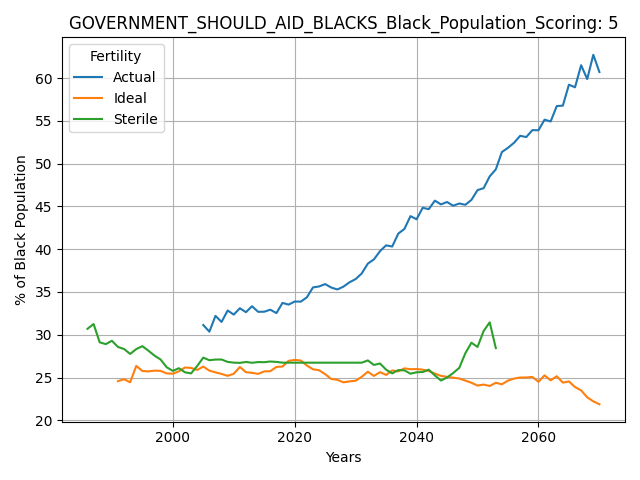 GOVERNMENT_SHOULD_AID_BLACKS_Black_Population_Scoring: 5
Fertility
Actual
Ideal
Sterile
% of Black Population
60
55
50
45
40
35
30
25
20
2000
2020
2040
2060
Years